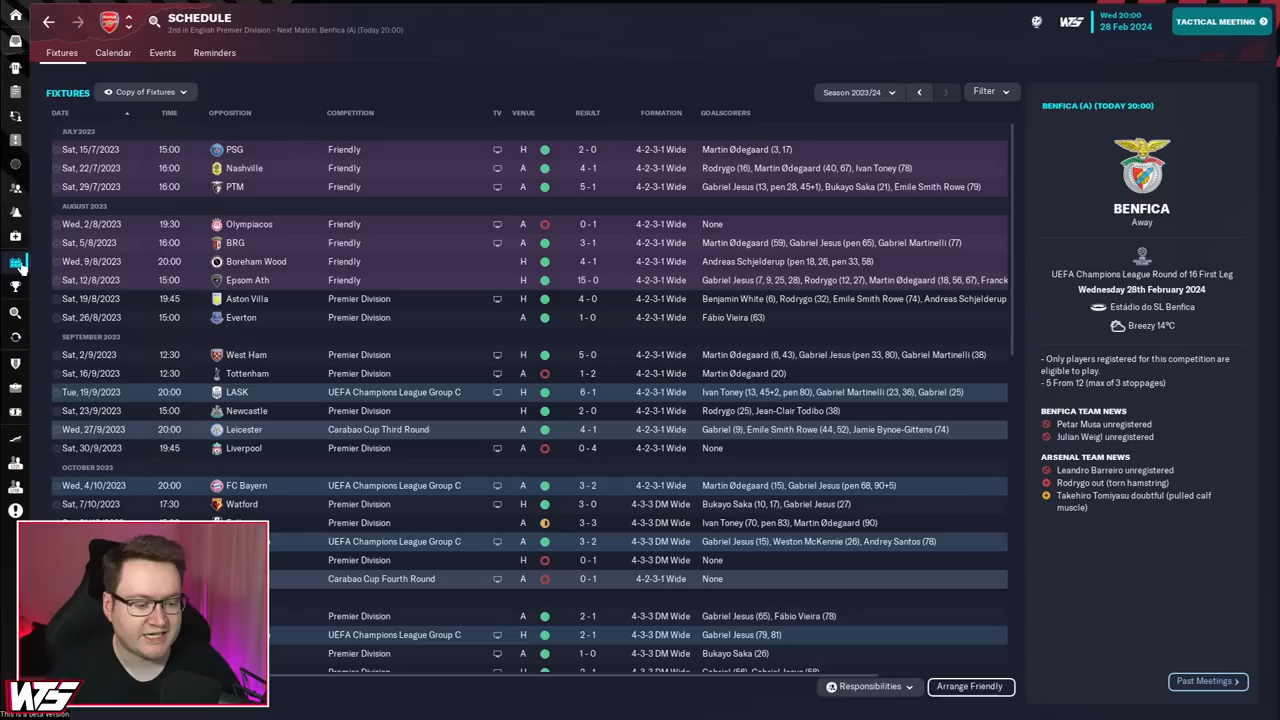 SCHEDULE
2nd in English Premier Division - Next Match: Benfica (A) (Today 20:00)
WTS
Wed 20:00
28 Feb 2024
TACTICAL MEETING
Fixtures Calendar Events Reminders
FIXTURES Copy of Fixtures Season 2023/24 Filter
DATE TIME OPPOSITION COMPETITION TV VENUE RESULT FORMATION GOALSCORERS
JULY 2023
Sat, 15/7/2023 15:00 PSG Friendly H 2 - 0 4-2-3-1 Wide Martin Ødegaard (3, 17)
Sat, 22/7/2023 16:00 Nashville Friendly A 4 - 1 4-2-3-1 Wide Rodrygo (16), Martin Ødegaard (40, 67), Ivan Toney (78)
Sat, 29/7/2023 16:00 PTM Friendly A 5 - 1 4-2-3-1 Wide Gabriel Jesus (13, pen 28, 45+1), Bukayo Saka (21), Emile Smith Rowe (79)
AUGUST 2023
Wed, 2/8/2023 19:30 Olympiacos Friendly A 0 - 1 4-2-3-1 Wide None
Sat, 5/8/2023 16:00 BRG Friendly A 3 - 1 4-2-3-1 Wide Martin Ødegaard (59), Gabriel Jesus (pen 65), Gabriel Martinelli (77)
Wed, 9/8/2023 20:00 Boreham Wood Friendly H 4 - 1 4-2-3-1 Wide Andreas Schjelderup (pen 18, pen 33, 58)
Sat, 12/8/2023 15:00 Epsom Ath Friendly H 15 - 0 4-2-3-1 Wide Gabriel Jesus (7, 9, 25, 28), Rodrygo (12, 27), Martin Ødegaard (18, 56, 67), Franck
Sat, 19/8/2023 19:45 Aston Villa Premier Division H 4 - 0 4-2-3-1 Wide Benjamin White (6), Rodrygo (32), Emile Smith Rowe (74), Andreas Schjelderup
Sat, 26/8/2023 15:00 Everton Premier Division H 1 - 0 4-2-3-1 Wide Fábio Vieira (63)
SEPTEMBER 2023
Sat, 2/9/2023 12:30 West Ham Premier Division H 5 - 0 4-2-3-1 Wide Martin Ødegaard (6, 43), Gabriel Jesus (pen 33, 80), Gabriel Martinelli (38)
Sat, 16/9/2023 12:30 Tottenham Premier Division A 1 - 2 4-2-3-1 Wide Martin Ødegaard (20)
Tue, 19/9/2023 20:00 LASK UEFA Champions League Group C H 6 - 1 4-2-3-1 Wide Ivan Toney (13, 45+2, pen 80), Gabriel Martinelli (23, 36), Gabriel (25)
Sat, 23/9/2023 15:00 Newcastle Premier Division H 2 - 0 4-2-3-1 Wide Rodrygo (25), Jean-Clair Todibo (38)
Wed, 27/9/2023 20:00 Leicester Carabao Cup Third Round A 4 - 1 4-2-3-1 Wide Gabriel (9), Emile Smith Rowe (44, 52), Jamie Bynoe-Gittens (74)
Sat, 30/9/2023 19:45 Liverpool Premier Division A 0 - 4 4-2-3-1 Wide None
OCTOBER 2023
Wed, 4/10/2023 20:00 FC Bayern UEFA Champions League Group C A 3 - 2 4-2-3-1 Wide Martin Ødegaard (15), Gabriel Jesus (pen 68, 90+5)
Sat, 7/10/2023 17:30 Watford Premier Division H 3 - 0 4-3-3 DM Wide Bukayo Saka (10, 17), Gabriel Jesus (27)
Premier Division A 3 - 3 4-3-3 DM Wide Ivan Toney (70, pen 83), Martin Ødegaard (90)
UEFA Champions League Group C A 3 - 2 4-3-3 DM Wide Gabriel Jesus (15), Weston McKennie (26), Andrey Santos (78)
Premier Division H 0 - 1 4-3-3 DM Wide None
Carabao Cup Fourth Round A 0 - 1 4-2-3-1 Wide None
Premier Division A 2 - 1 4-3-3 DM Wide Gabriel Jesus (65), Fábio Vieira (78)
UEFA Champions League Group C H 2 - 1 4-3-3 DM Wide Gabriel Jesus (79, 81)
Premier Division A 1 - 0 4-3-3 DM Wide Bukayo Saka (26)
Responsibilities Arrange Friendly
BENFICA (A) (TODAY 20:00)
BENFICA
Away
UEFA Champions League Round of 16 First Leg
Wednesday 28th February 2024
Estádio do SL Benfica
Breezy 14°C
- Only players registered for this competition are
eligible to play.
- 5 From 12 (max of 3 stoppages)
BENFICA TEAM NEWS
Petar Musa unregistered
Julian Weigl unregistered
ARSENAL TEAM NEWS
Leandro Barreiro unregistered
Rodrygo out (torn hamstring)
Takehiro Tomiyasu doubtful (pulled calf
muscle)
Past Meetings
WTS
This is a beta version